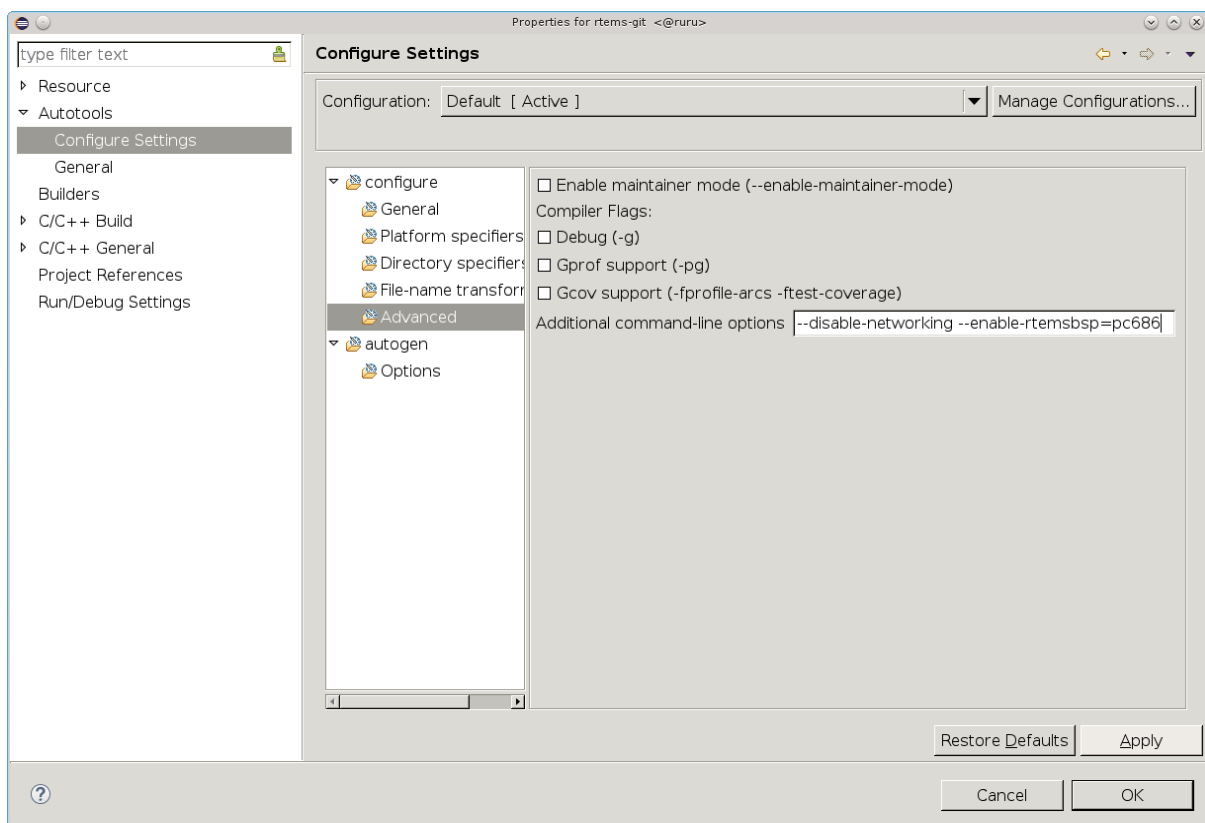 Properties for rtems-git <@ruru>
type filter text
Resource
Autotools
Configure Settings
General
Builders
C/C++ Build
C/C++ General
Project References
Run/Debug Settings
Configure Settings
Configuration: Default [ Active ] Manage Configurations...
configure
General
Platform specifiers
Directory specifiers
File-name transforr
Advanced
autogen
Options
Enable maintainer mode (--enable-maintainer-mode)
Compiler Flags:
Debug (-g)
Gprof support (-pg)
Gcov support (-fprofile-arcs -ftest-coverage)
Additional command-line options --disable-networking --enable-rtemsbsp=pc686
Restore Defaults Apply
? Cancel OK